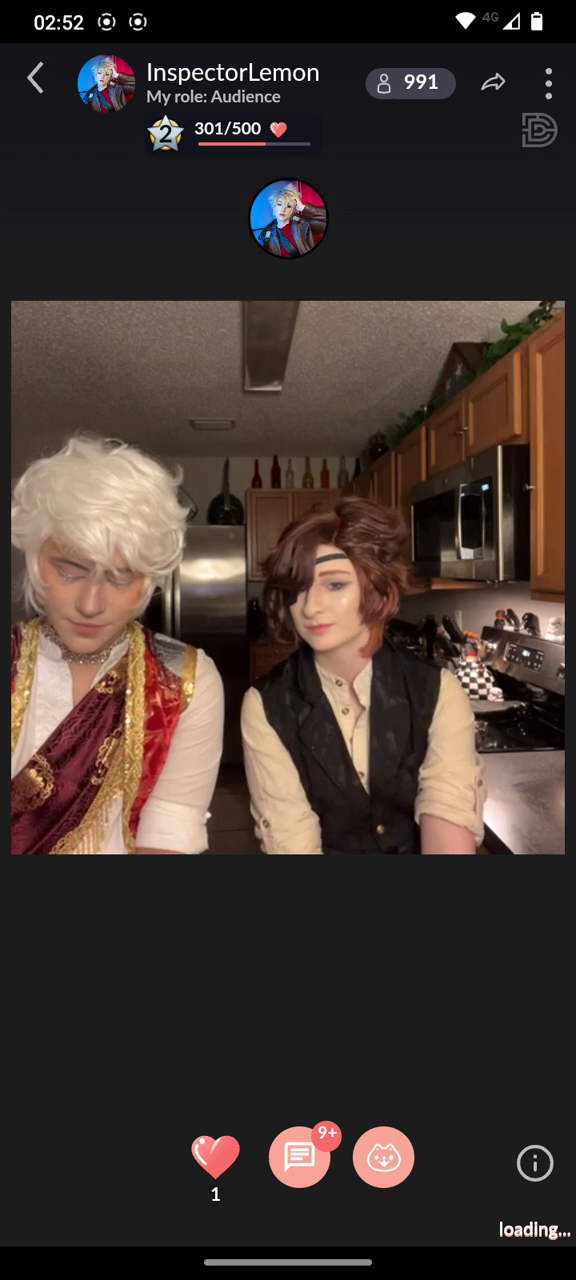 02:52
4G
InspectorLemon
991
My role: Audience
2
301/500
9+
1
loading...